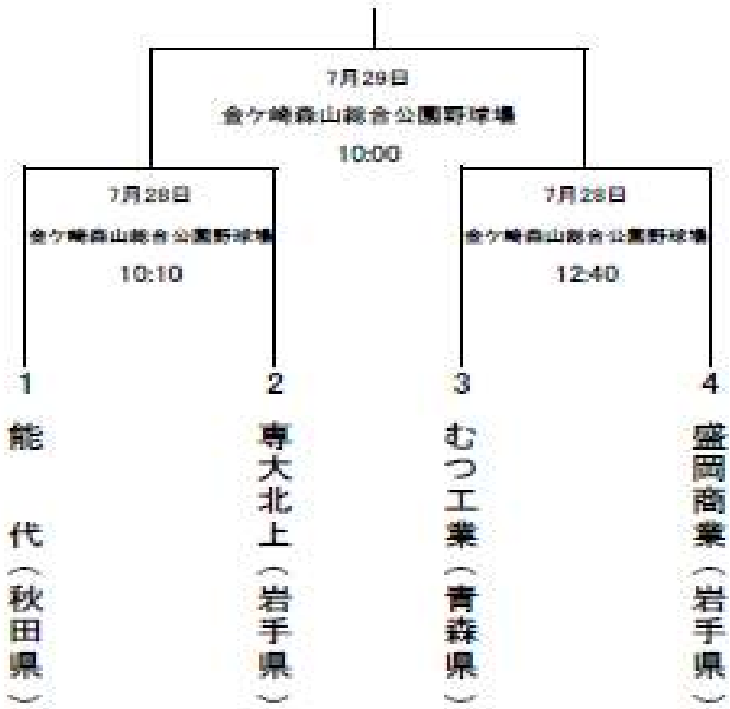 7月29日
金ケ崎森山総合公園野球場
10:00
7月28日
金ケ崎森山総合公園野球場
10:10
7月28日
金ケ崎森山総合公園野球場
12:40
1
2
3
4
能代(秋田県)
専大北上(岩手県)
むつ工業(青森県)
盛岡商業(岩手県)